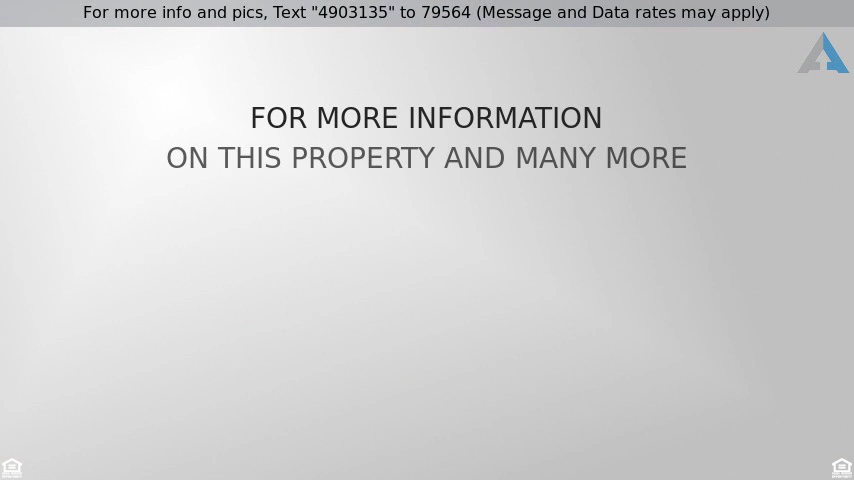 For more info and pics, Text "4903135" to 79564 (Message and Data rates may apply)
FOR MORE INFORMATION
ON THIS PROPERTY AND MANY MORE